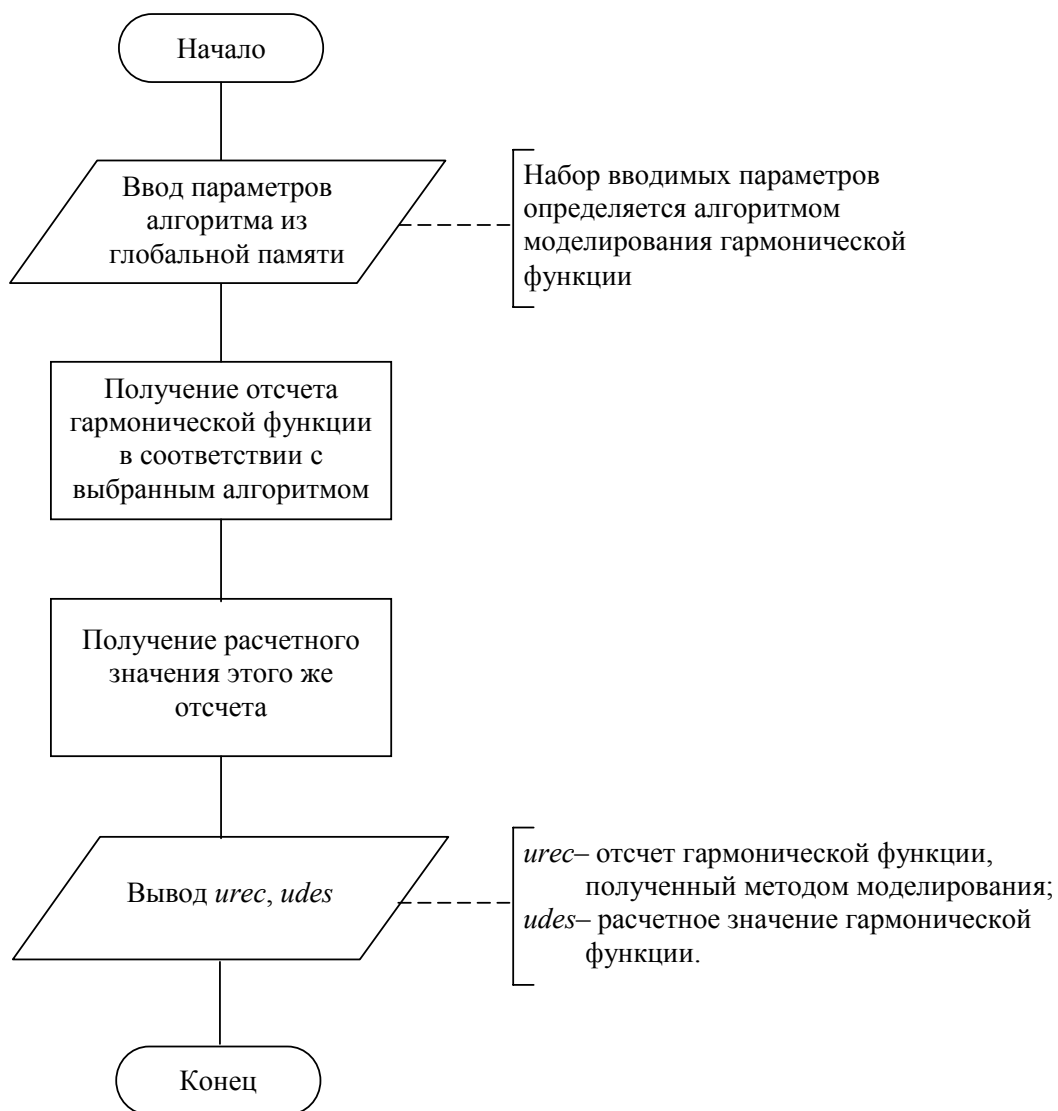 Начало
Ввод параметров
алгоритма из
глобальной памяти
Набор вводимых параметров
определяется алгоритмом
моделирования гармонической
функции
Получение отсчета
гармонической функции
в соответствии с
выбранным алгоритмом
Получение расчетного
значения этого же
отсчета
Вывод urec, udes
urec– отсчет гармонической функции,
полученный методом моделирования;
udes– расчетное значение гармонической
функции.
Конец